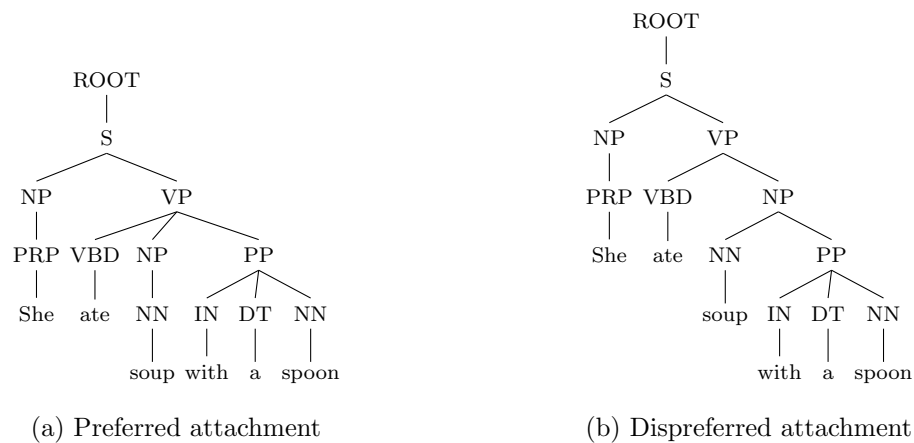 ROOT
S
NP VP
PRP VBD NP PP
She ate NN IN DT NN
soup with a spoon
(a) Preferred attachment
ROOT
S
NP VP
PRP VBD NP
She ate NN PP
soup IN DT NN
with a spoon
(b) Dispreferred attachment